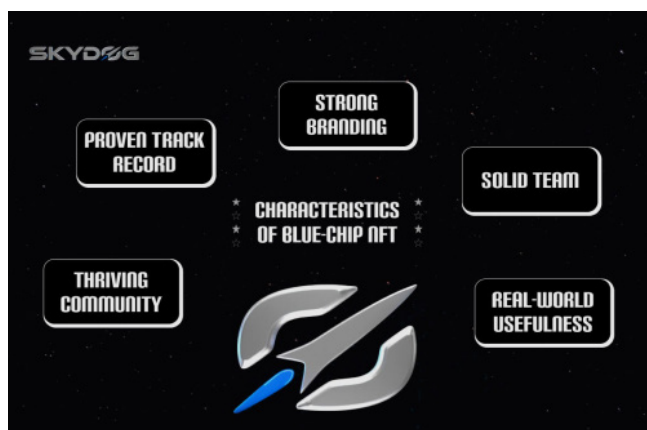 SKYDOG
STRONG
BRANDING
PROVEN TRACK
RECORD
SOLID TEAM
CHARACTERISTICS
OF BLUE-CHIP NFT
THRIVING
COMMUNITY
REAL-WORLD
USEFULNESS